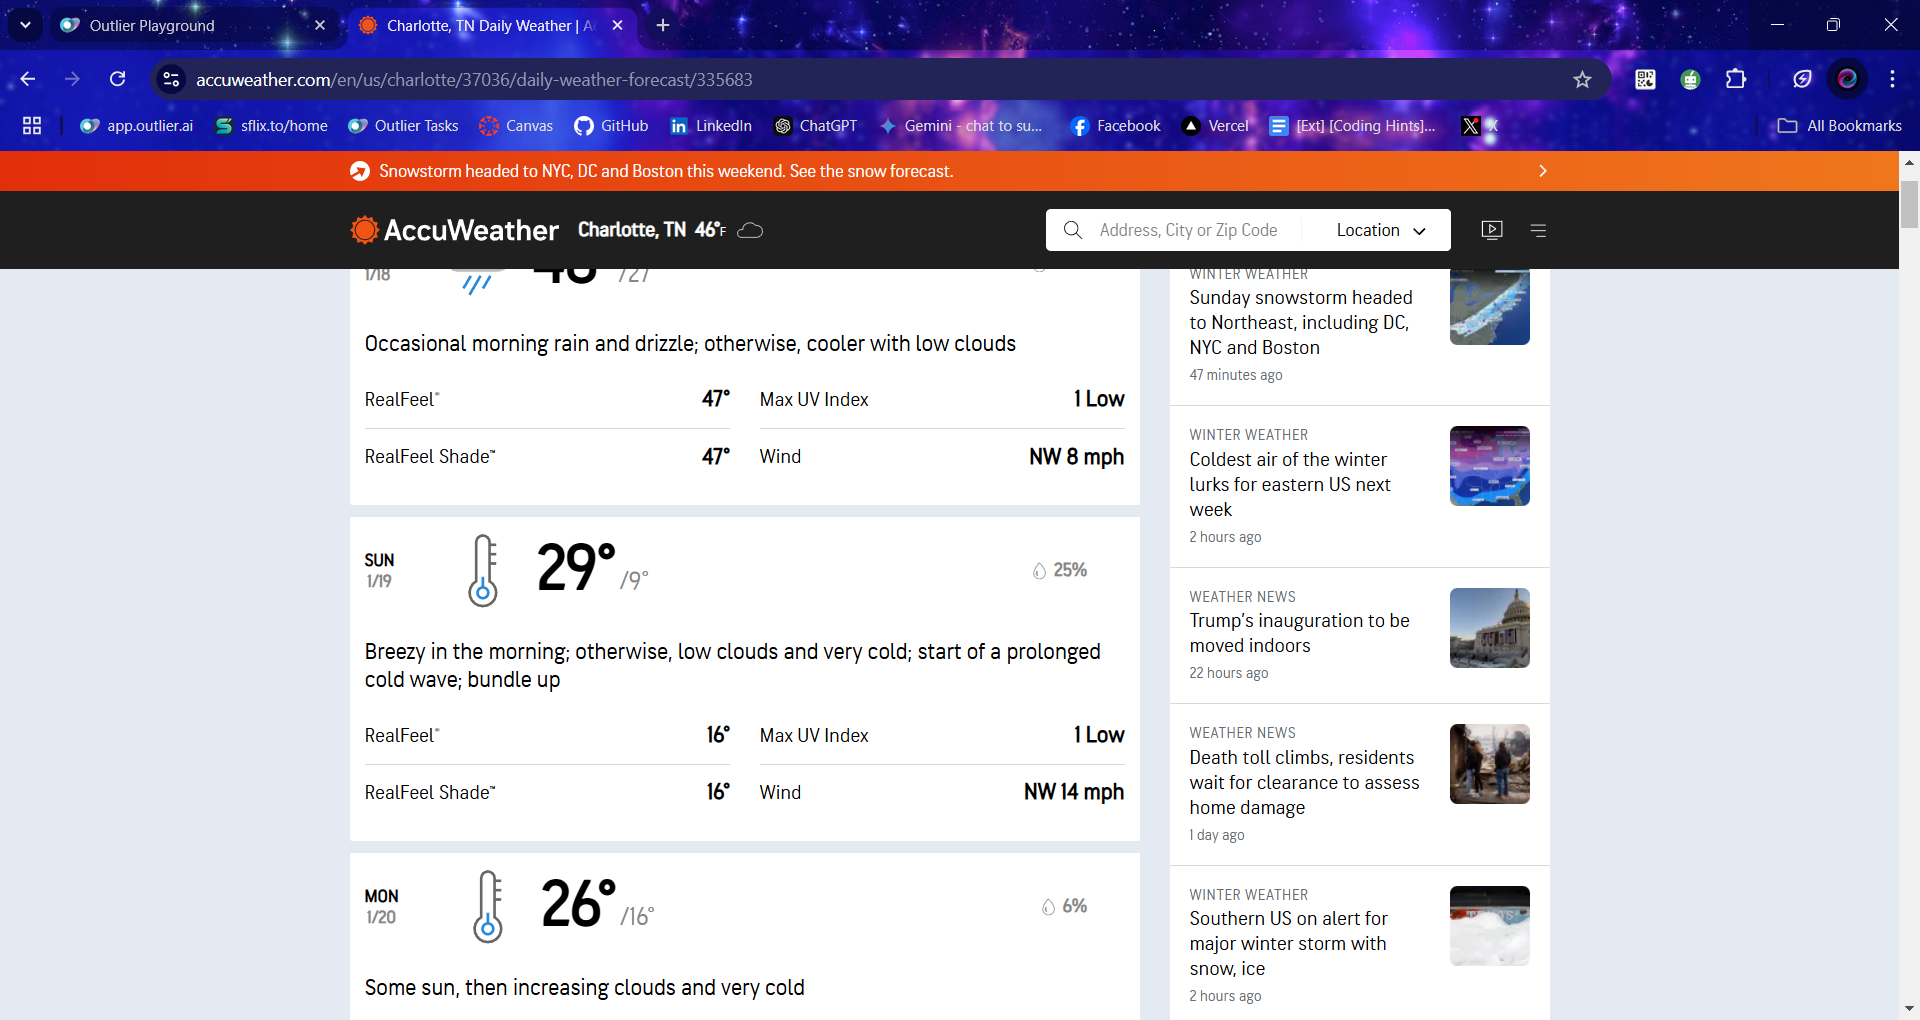 Outlier Playground
Charlotte, TN Daily Weather | Ac
accuweather.com/en/us/charlotte/37036/daily-weather-forecast/335683
app.outlier.ai
sflix.to/home
Outlier Tasks
Canvas
GitHub
LinkedIn
ChatGPT
Gemini - chat to su...
Facebook
Vercel
[Ext] [Coding Hints]...
X
All Bookmarks
Snowstorm headed to NYC, DC and Boston this weekend. See the snow forecast.
AccuWeather
Charlotte, TN 46°F
Address, City or Zip Code
Location
1/18
/27°
Occasional morning rain and drizzle; otherwise, cooler with low clouds
RealFeel® 47°
Max UV Index 1 Low
RealFeel Shade™ 47°
Wind NW 8 mph
SUN
1/19
29° /9°
25%
Breezy in the morning; otherwise, low clouds and very cold; start of a prolonged
cold wave; bundle up
RealFeel® 16°
Max UV Index 1 Low
RealFeel Shade™ 16°
Wind NW 14 mph
MON
1/20
26° /16°
6%
Some sun, then increasing clouds and very cold
WINTER WEATHER
Sunday snowstorm headed
to Northeast, including DC,
NYC and Boston
47 minutes ago
WINTER WEATHER
Coldest air of the winter
lurks for eastern US next
week
2 hours ago
WEATHER NEWS
Trump's inauguration to be
moved indoors
22 hours ago
WEATHER NEWS
Death toll climbs, residents
wait for clearance to assess
home damage
1 day ago
WINTER WEATHER
Southern US on alert for
major winter storm with
snow, ice
2 hours ago